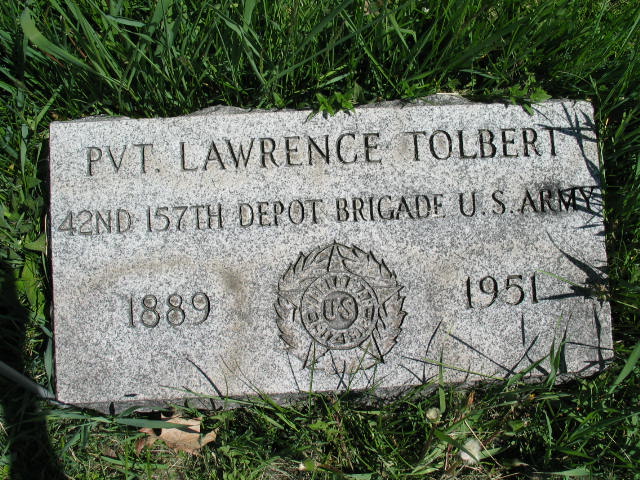 PVT. LAWRENCE TOLBERT
42ND 157TH DEPOT BRIGADE U.S. ARMY
1889
US
1951